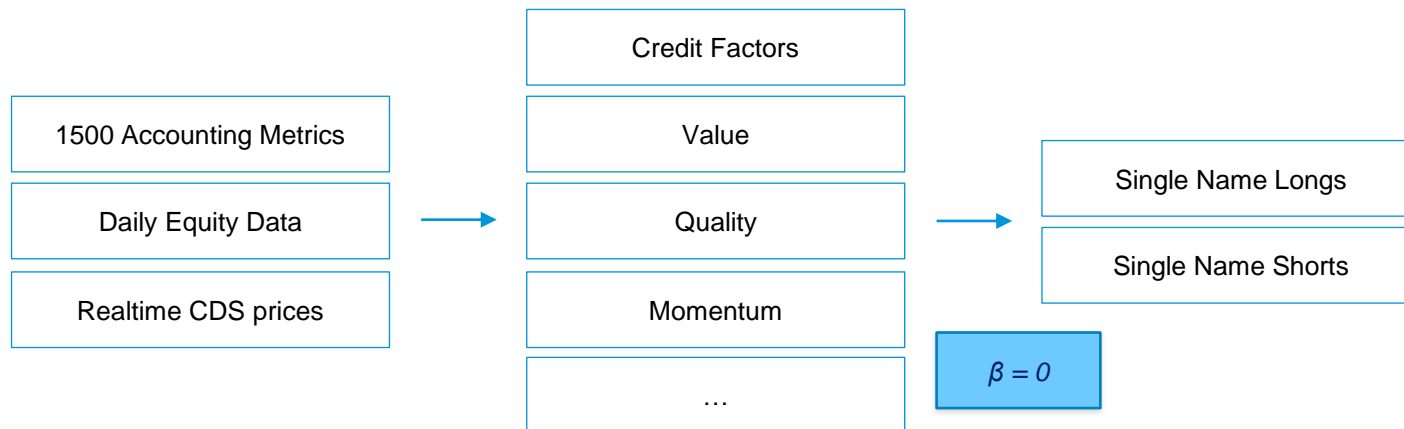 1500 Accounting Metrics
Daily Equity Data
Realtime CDS prices
Credit Factors
Value
Quality
Momentum
…
Single Name Longs
Single Name Shorts
β = 0